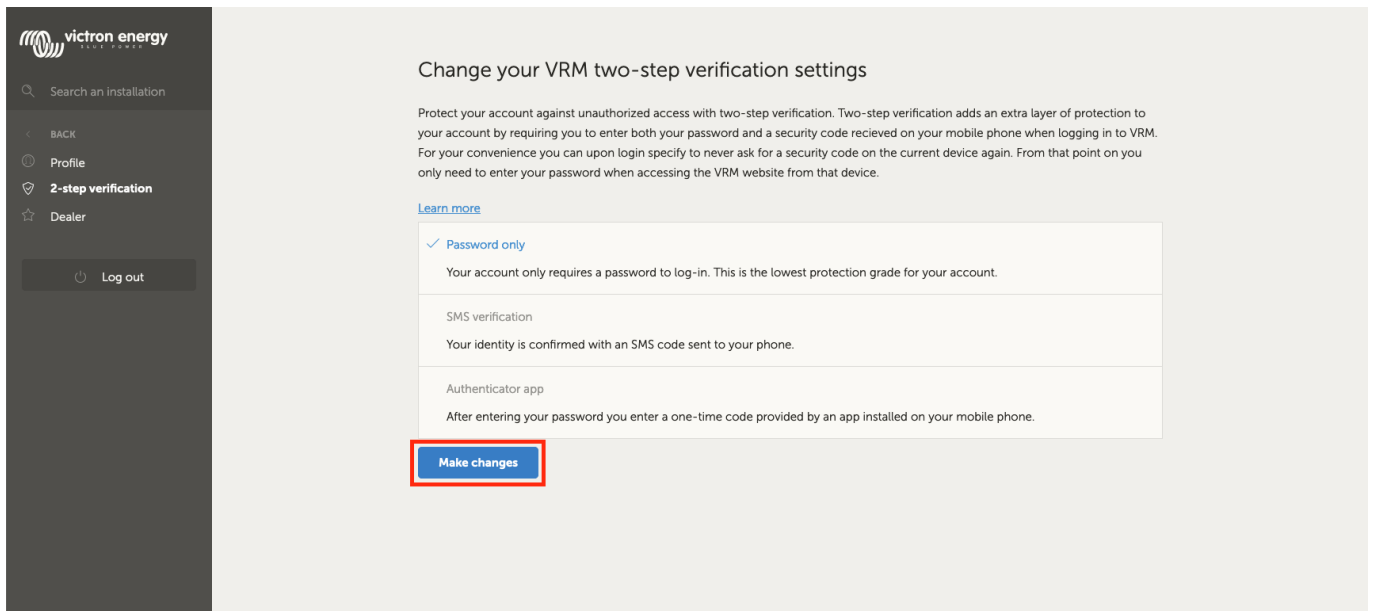 victron energy
BLUE POWER
Search an installation
BACK
Profile
2-step verification
Dealer
Log out
Change your VRM two-step verification settings
Protect your account against unauthorized access with two-step verification. Two-step verification adds an extra layer of protection to
your account by requiring you to enter both your password and a security code recieved on your mobile phone when logging in to VRM.
For your convenience you can upon login specify to never ask for a security code on the current device again. From that point on you
only need to enter your password when accessing the VRM website from that device.
Learn more
Password only
Your account only requires a password to log-in. This is the lowest protection grade for your account.
SMS verification
Your identity is confirmed with an SMS code sent to your phone.
Authenticator app
After entering your password you enter a one-time code provided by an app installed on your mobile phone.
Make changes